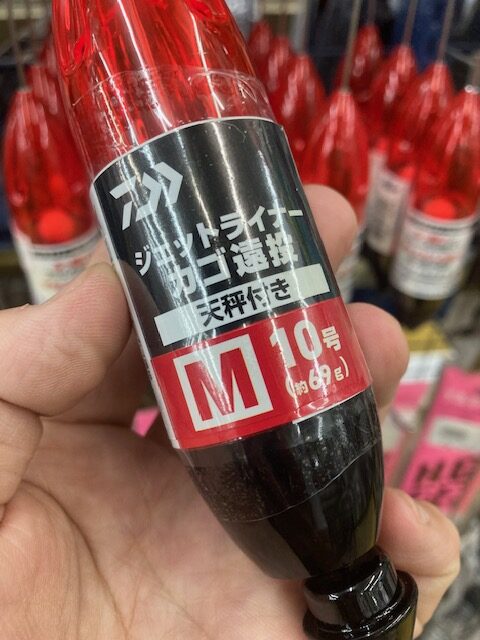 ジェットライナー
カゴ遠投
天秤付き
M 10号
(約69g)